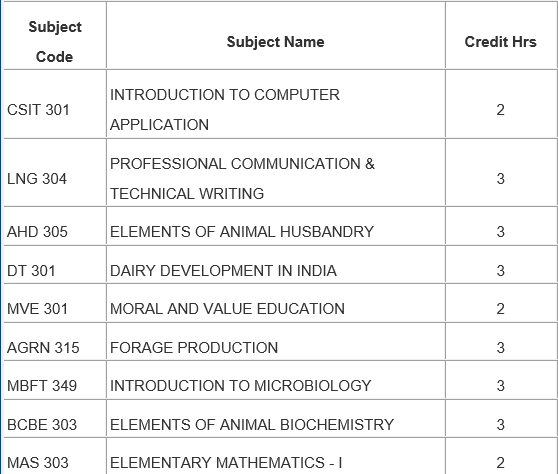 Subject Code Subject Name Credit Hrs
CSIT 301 INTRODUCTION TO COMPUTER APPLICATION 2
LNG 304 PROFESSIONAL COMMUNICATION & TECHNICAL WRITING 3
AHD 305 ELEMENTS OF ANIMAL HUSBANDRY 3
DT 301 DAIRY DEVELOPMENT IN INDIA 3
MVE 301 MORAL AND VALUE EDUCATION 2
AGRN 315 FORAGE PRODUCTION 3
MBFT 349 INTRODUCTION TO MICROBIOLOGY 3
BCBE 303 ELEMENTS OF ANIMAL BIOCHEMISTRY 3
MAS 303 ELEMENTARY MATHEMATICS - I 2